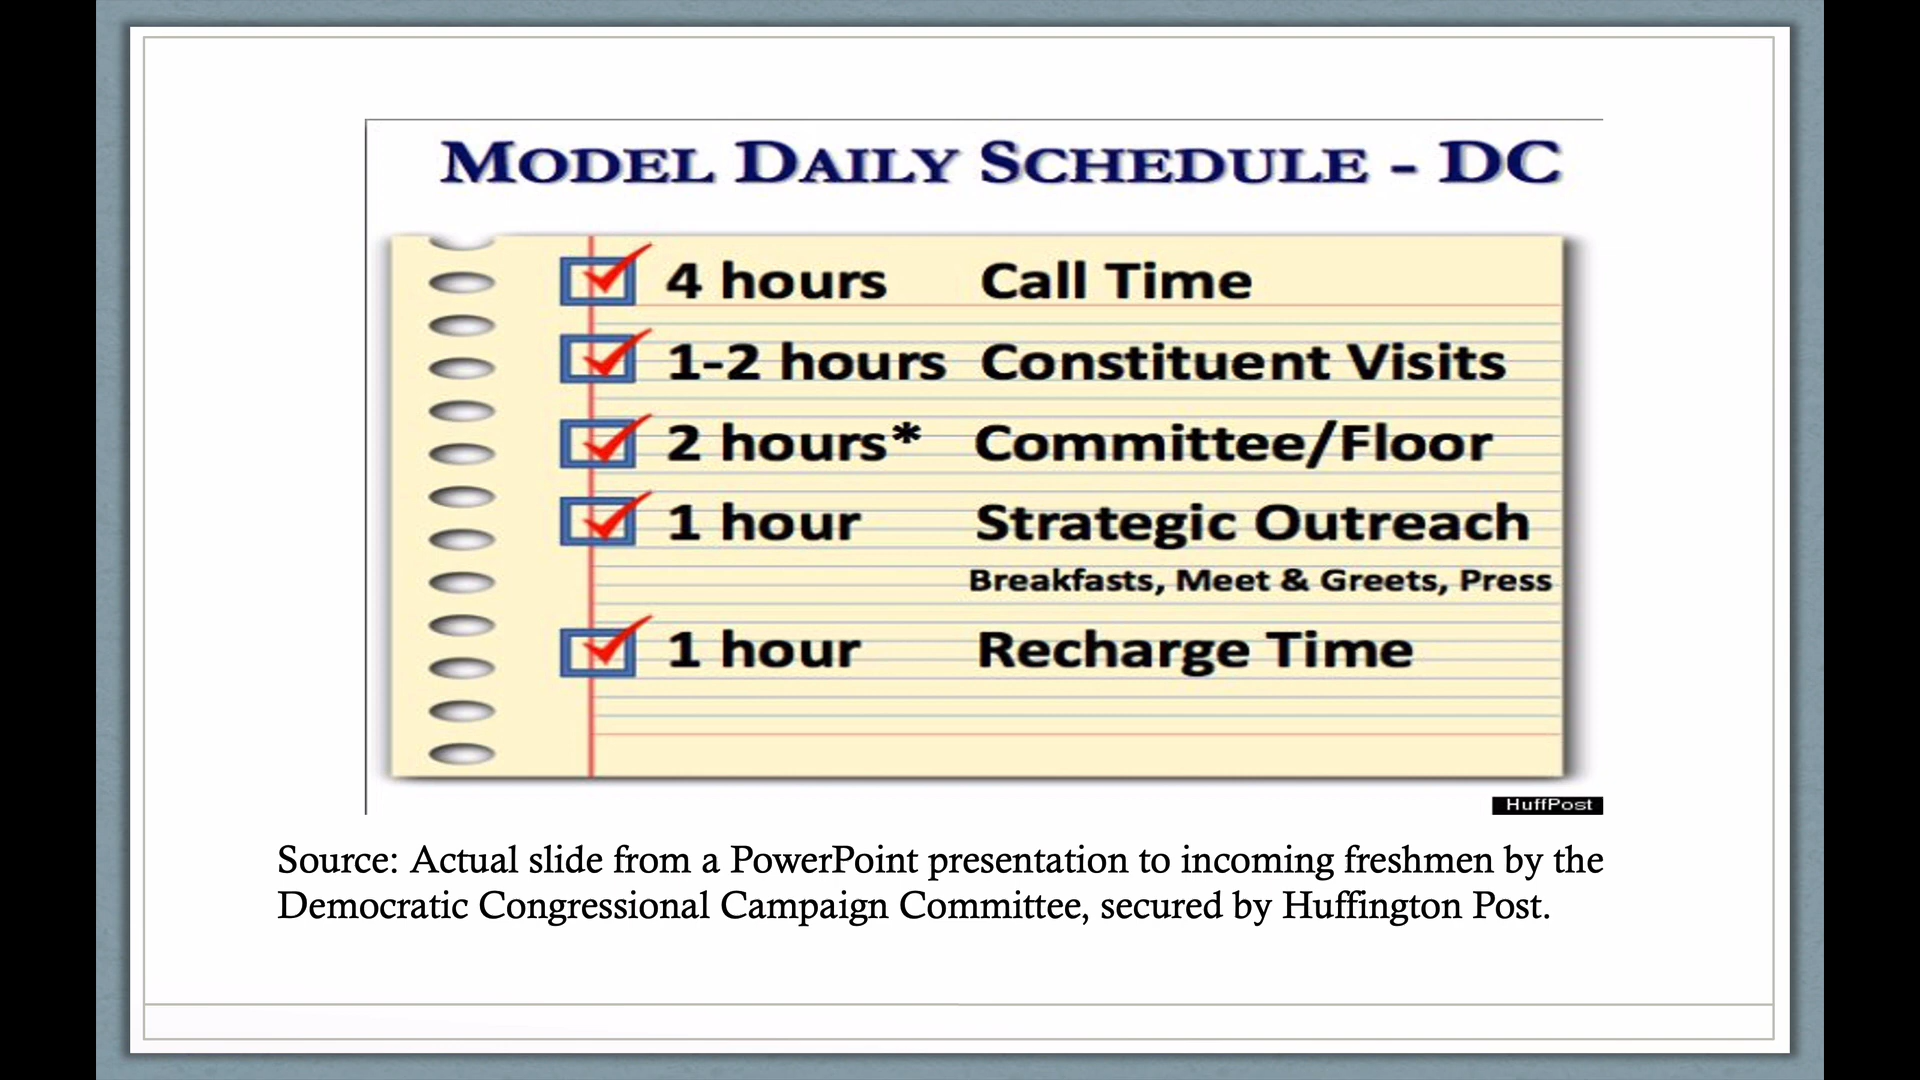 MODEL DAILY SCHEDULE - DC
4 hours Call Time
1-2 hours Constituent Visits
2 hours* Committee/Floor
1 hour Strategic Outreach
Breakfasts, Meet & Greets, Press
1 hour Recharge Time
HuffPost
Source: Actual slide from a PowerPoint presentation to incoming freshmen by the
Democratic Congressional Campaign Committee, secured by Huffington Post.